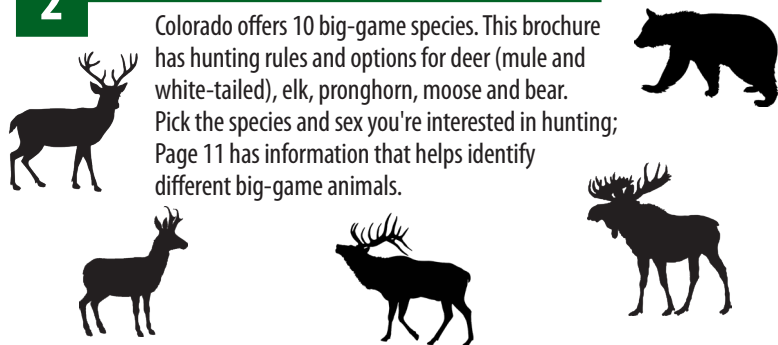 2
Colorado offers 10 big-game species. This brochure
has hunting rules and options for deer (mule and
white-tailed), elk, pronghorn, moose and bear.
Pick the species and sex you're interested in hunting;
Page 11 has information that helps identify
different big-game animals.